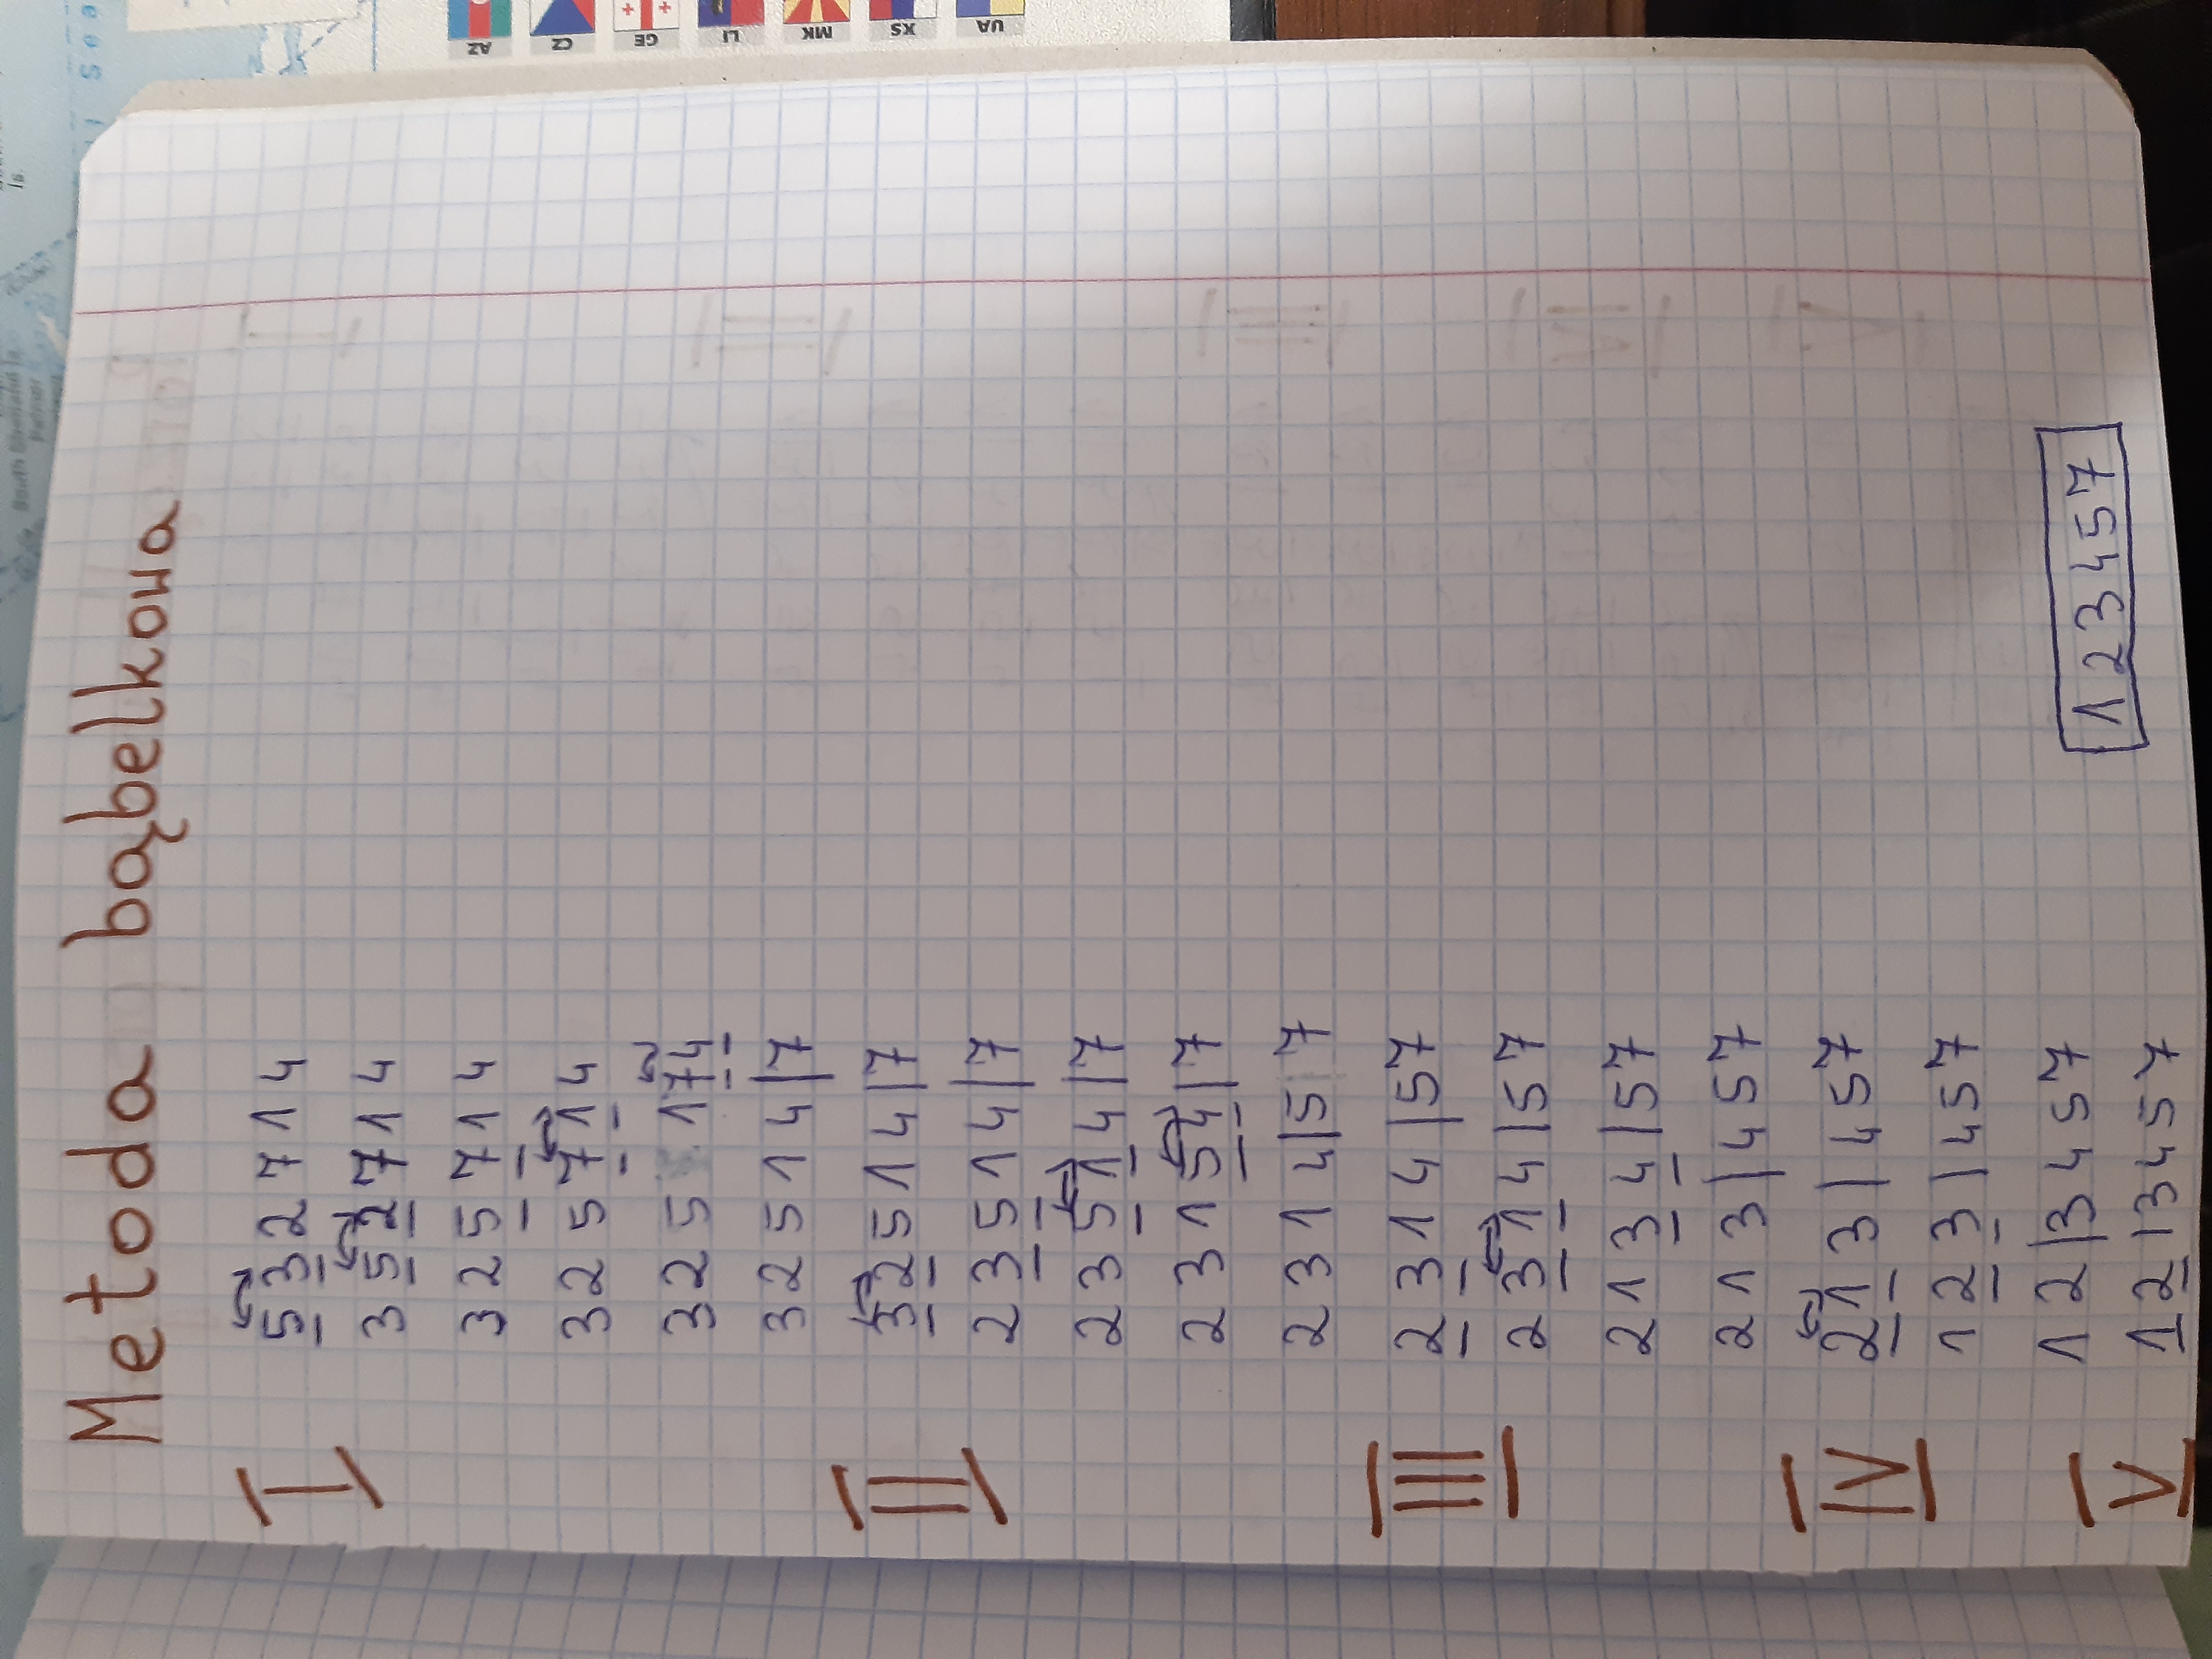 South Shetland Is.
Palmer
Is.
Sea
Metoda bąbelkowa
I
5 3 2 7 1 4
3 5 2 7 1 4
3 2 5 7 1 4
3 2 5 7 1 4
3 2 5 1 7 4
3 2 5 1 4 | 7
II
3 2 5 1 4 | 7
2 3 5 1 4 | 7
2 3 5 1 4 | 7
2 3 1 5 4 | 7
2 3 1 4 | 5 7
III
2 3 1 4 | 5 7
2 3 1 4 | 5 7
2 1 3 4 | 5 7
2 1 3 | 4 5 7
IV
2 1 3 | 4 5 7
1 2 3 | 4 5 7
1 2 | 3 4 5 7
V
1 2 | 3 4 5 7
1 2 3 4 5 7
AZ
CZ
GE
LI
MK
XS
UA